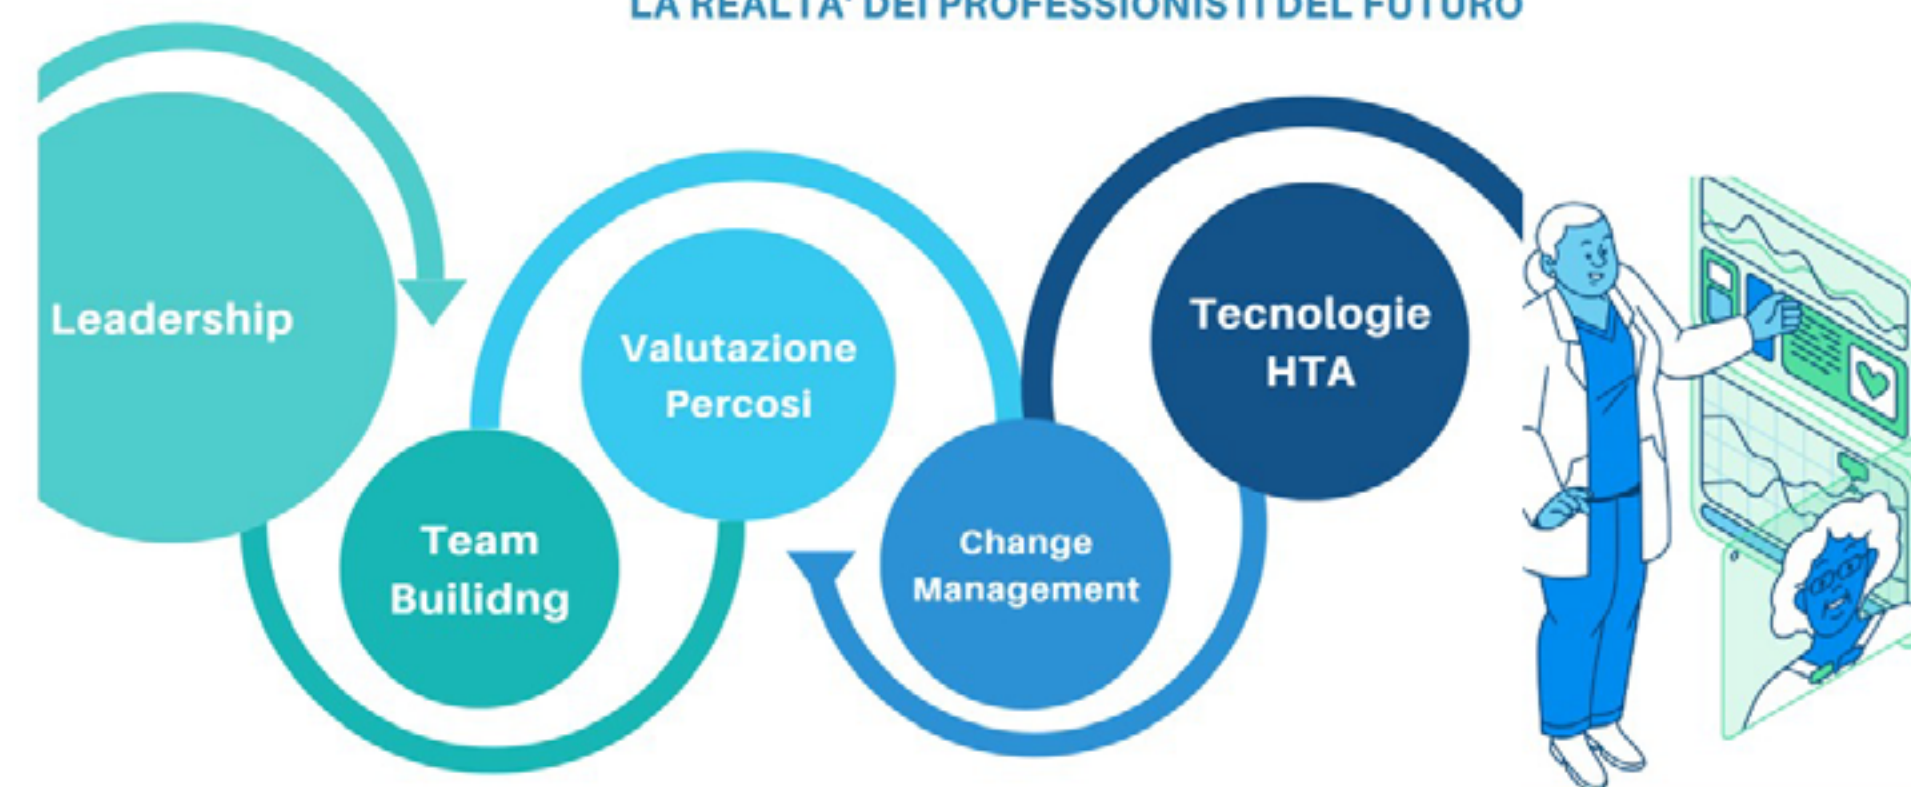 LA REALTA' DEI PROFESSIONISTI DEL FUTURO
Leadership
Team
Builidng
Valutazione
Percosi
Change
Management
Tecnologie
HTA